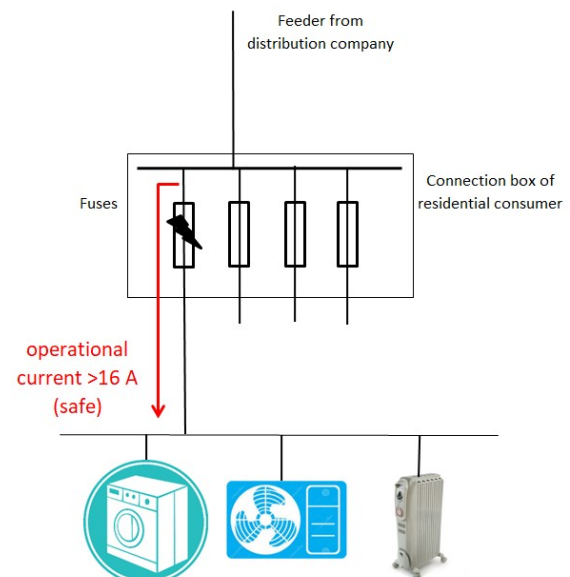 Feeder from
distribution company
Fuses
Connection box of
residential consumer
operational
current >16 A
(safe)